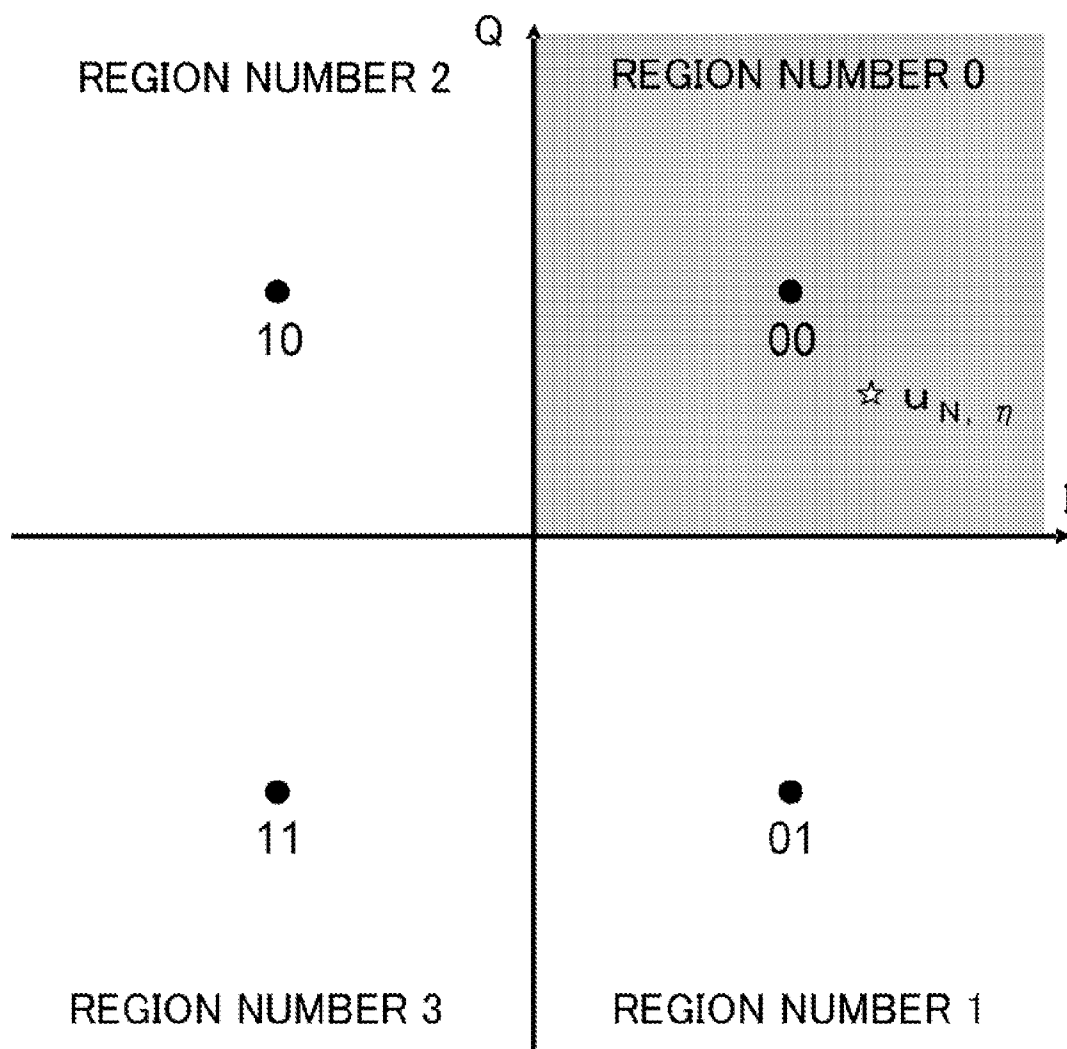 Q
REGION NUMBER 2
REGION NUMBER 0
10
00
u N, η
I
11
01
REGION NUMBER 3
REGION NUMBER 1